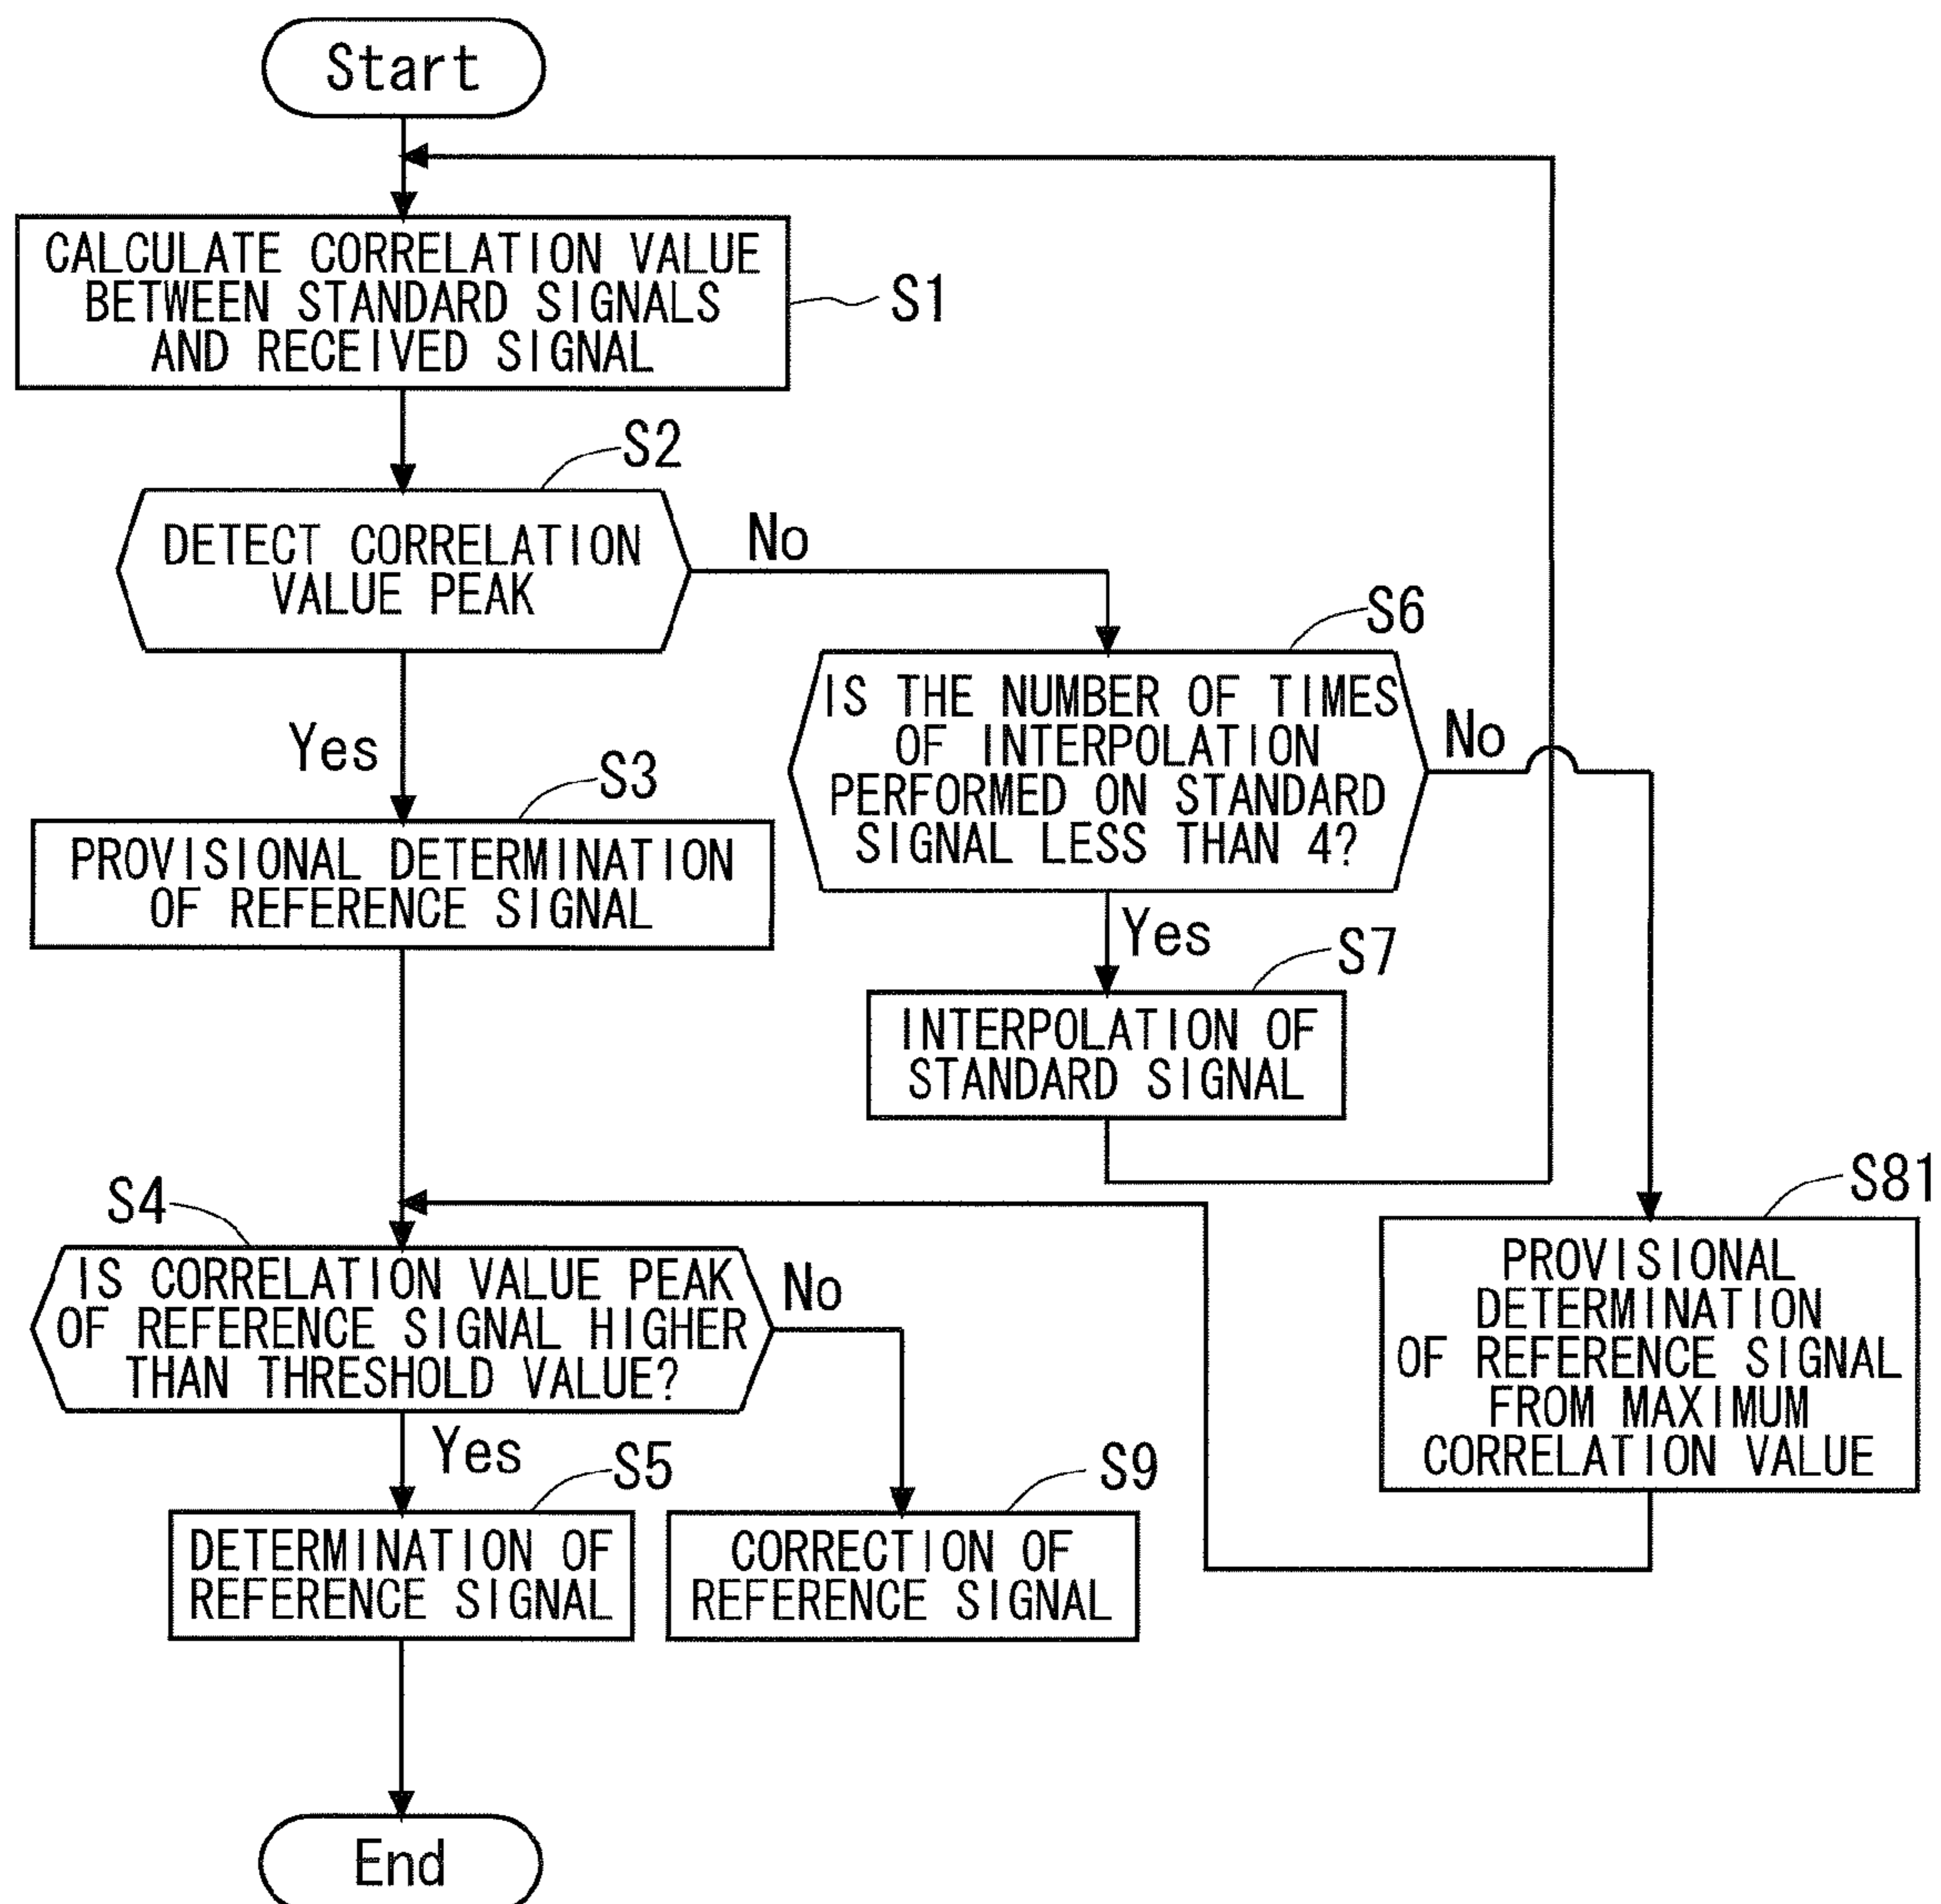 Start
CALCULATE CORRELATION VALUE
BETWEEN STANDARD SIGNALS
AND RECEIVED SIGNAL
S1
S2
DETECT CORRELATION
VALUE PEAK
No
Yes
S6
IS THE NUMBER OF TIMES
OF INTERPOLATION
PERFORMED ON STANDARD
SIGNAL LESS THAN 4?
No
Yes
S3
PROVISIONAL DETERMINATION
OF REFERENCE SIGNAL
S7
INTERPOLATION OF
STANDARD SIGNAL
S81
PROVISIONAL
DETERMINATION
OF REFERENCE SIGNAL
FROM MAXIMUM
CORRELATION VALUE
S4
IS CORRELATION VALUE PEAK
OF REFERENCE SIGNAL HIGHER
THAN THRESHOLD VALUE?
No
Yes
S5
DETERMINATION OF
REFERENCE SIGNAL
S9
CORRECTION OF
REFERENCE SIGNAL
End